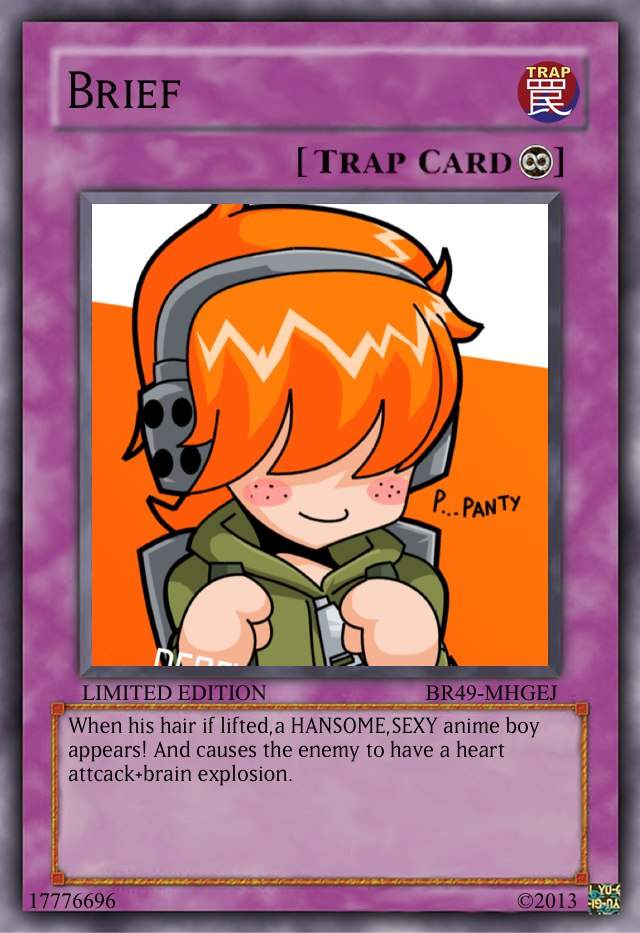 BRIEF
TRAP
罠
[TRAP CARD]
P...PANTY
LIMITED EDITION BR49-MHGEJ
When his hair if lifted,a HANSOME,SEXY anime boy
appears! And causes the enemy to have a heart
attcack+brain explosion.
17776696 ©2013